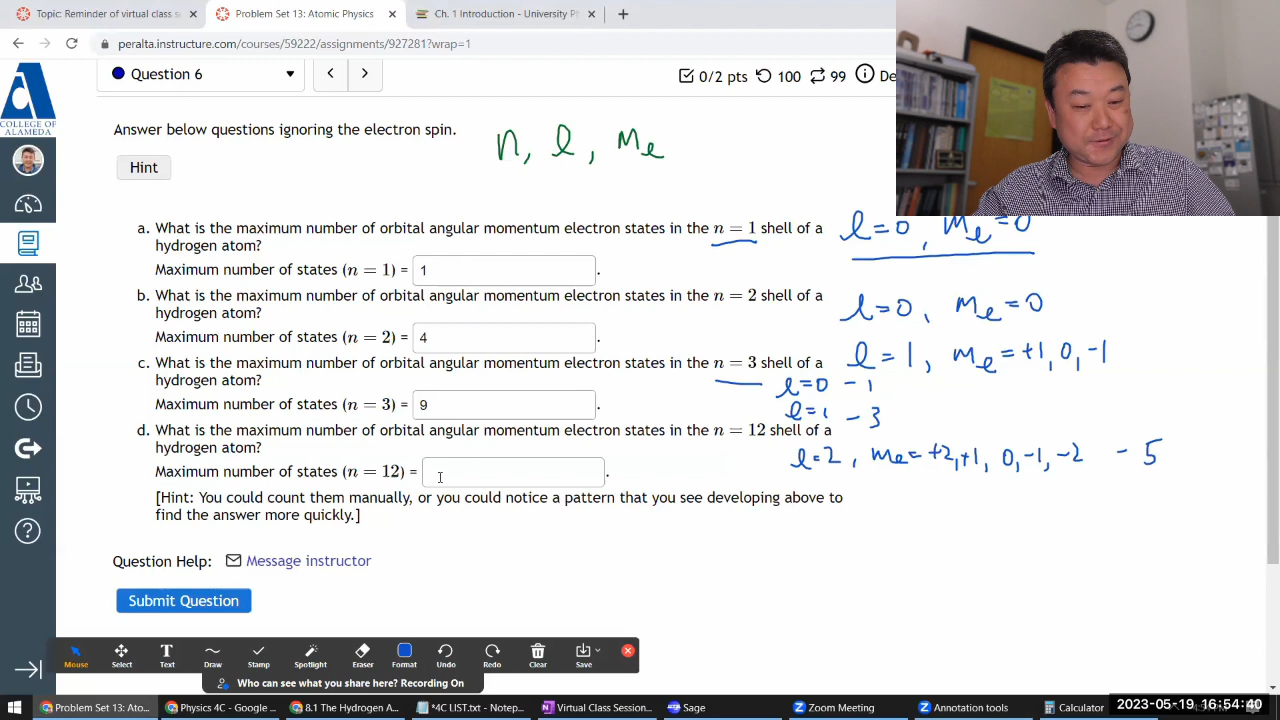 Topic: Reminder of virtual class s
Problem Set 13: Atomic Physics
Ch. 1 Introduction - University P
peralta.instructure.com/courses/59222/assignments/927281?wrap=1
Question 6
0/2 pts 100 99 De
COLLEGE OF
ALAMEDA
Answer below questions ignoring the electron spin.
n, l, mₑ
Hint
a. What is the maximum number of orbital angular momentum electron states in the n = 1 shell of a
hydrogen atom?
l=0, mₑ=0
Maximum number of states (n = 1) = 1 .
b. What is the maximum number of orbital angular momentum electron states in the n = 2 shell of a
hydrogen atom?
l=0, mₑ=0
Maximum number of states (n = 2) = 4 .
l=1, mₑ=+1, 0, -1
c. What is the maximum number of orbital angular momentum electron states in the n = 3 shell of a
hydrogen atom?
l=0 - 1
Maximum number of states (n = 3) = 9 .
l=1 - 3
d. What is the maximum number of orbital angular momentum electron states in the n = 12 shell of a
hydrogen atom?
l=2, mₑ=+2,+1, 0,-1,-2 - 5
Maximum number of states (n = 12) = .
[Hint: You could count them manually, or you could notice a pattern that you see developing above to
find the answer more quickly.]
Question Help: Message instructor
Submit Question
Mouse Select Text Draw Stamp Spotlight Eraser Format Undo Redo Clear Save
Who can see what you share here? Recording On
Problem Set 13: Ato... Physics 4C - Google ... 8.1 The Hydrogen A... *4C LIST.txt - Notep... Virtual Class Session... Sage Zoom Meeting Annotation tools Calculator
2023-05-19 16:54:40